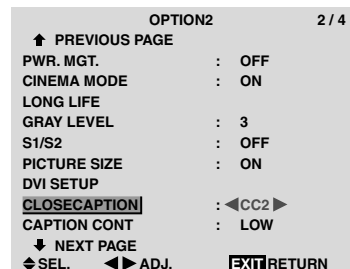 OPTION2 2 / 4
PREVIOUS PAGE
PWR. MGT. : OFF
CINEMA MODE : ON
LONG LIFE
GRAY LEVEL : 3
S1/S2 : OFF
PICTURE SIZE : ON
DVI SETUP
CLOSECAPTION : CC2
CAPTION CONT : LOW
NEXT PAGE
SEL. ADJ. EXIT RETURN